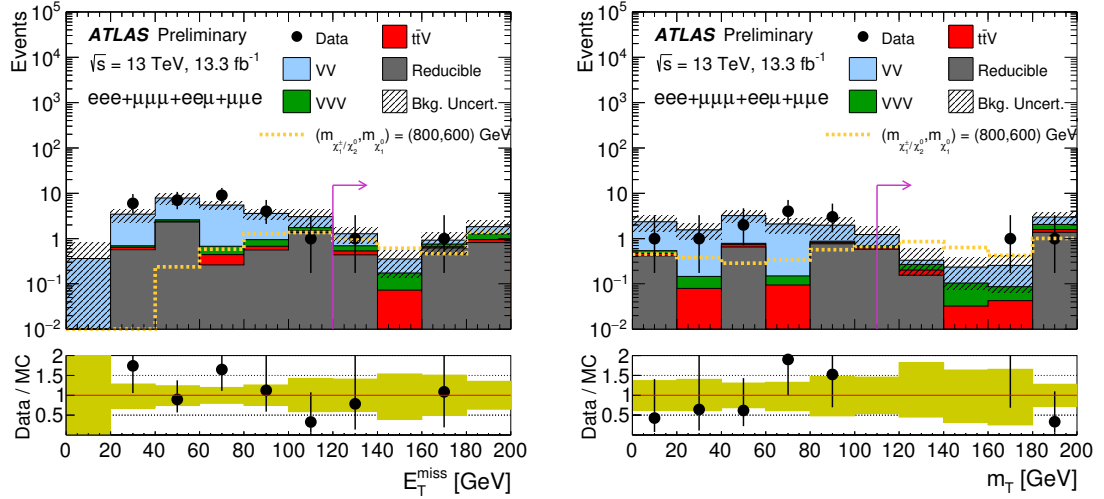 Events
10⁵
10⁴
10³
10²
10
1
10⁻¹
10⁻²
ATLAS Preliminary
√s = 13 TeV, 13.3 fb⁻¹
eee+μμμ+eeμ+μμe
Data
VV
VVV
tt̄V
Reducible
Bkg. Uncert.
(m_χ̃₁±/χ̃₂⁰, m_χ̃₁⁰) = (800,600) GeV
Data / MC
2
1.5
1
0.5
0 20 40 60 80 100 120 140 160 180 200
E_T^miss [GeV]
Events
10⁵
10⁴
10³
10²
10
1
10⁻¹
10⁻²
ATLAS Preliminary
√s = 13 TeV, 13.3 fb⁻¹
eee+μμμ+eeμ+μμe
Data
VV
VVV
tt̄V
Reducible
Bkg. Uncert.
(m_χ̃₁±/χ̃₂⁰, m_χ̃₁⁰) = (800,600) GeV
Data / MC
2
1.5
1
0.5
0 20 40 60 80 100 120 140 160 180 200
m_T [GeV]